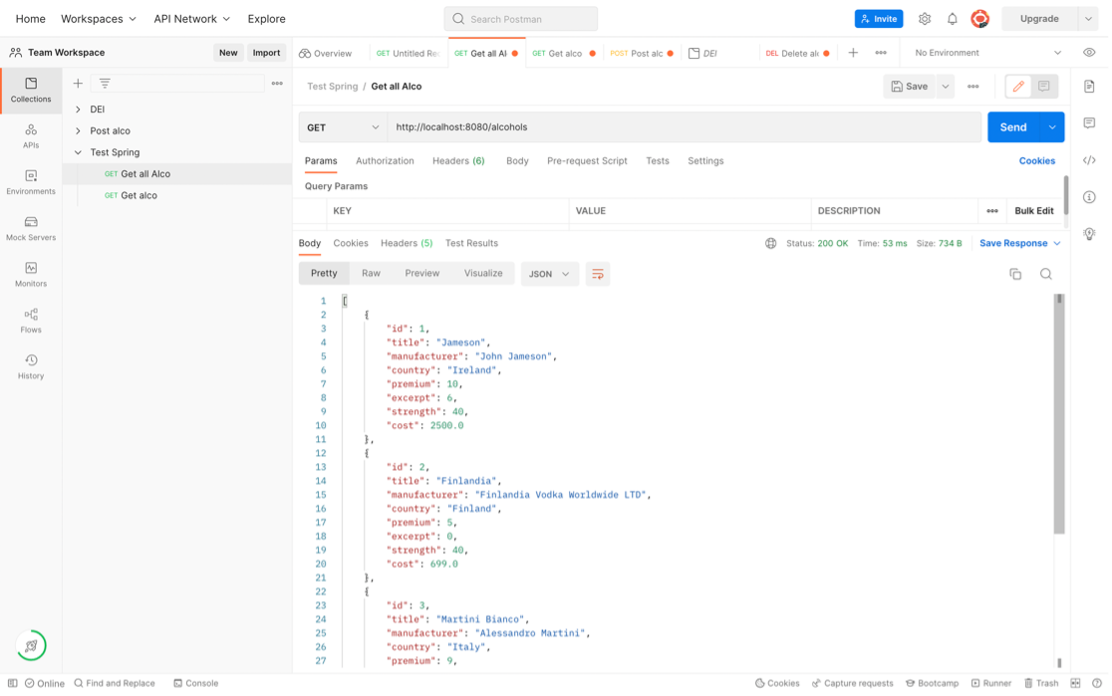 Home Workspaces API Network Explore Search Postman Invite Upgrade
Team Workspace New Import Overview GET Untitled Re GET Get all Al GET Get alco POST Post alc DEI DEL Delete al No Environment
Collections
APIs
Environments
Mock Servers
Monitors
Flows
History
DEI
Post alco
Test Spring
GET Get all Alco
GET Get alco
Test Spring / Get all Alco Save
GET http://localhost:8080/alcohols Send
Params Authorization Headers (6) Body Pre-request Script Tests Settings Cookies
Query Params
KEY VALUE DESCRIPTION Bulk Edit
Body Cookies Headers (5) Test Results Status: 200 OK Time: 53 ms Size: 734 B Save Response
Pretty Raw Preview Visualize JSON
1 [
2 {
3 "id": 1,
4 "title": "Jameson",
5 "manufacturer": "John Jameson",
6 "country": "Ireland",
7 "premium": 10,
8 "excerpt": 6,
9 "strength": 40,
10 "cost": 2500.0
11 },
12 {
13 "id": 2,
14 "title": "Finlandia",
15 "manufacturer": "Finlandia Vodka Worldwide LTD",
16 "country": "Finland",
17 "premium": 5,
18 "excerpt": 0,
19 "strength": 40,
20 "cost": 699.0
21 },
22 {
23 "id": 3,
24 "title": "Martini Bianco",
25 "manufacturer": "Alessandro Martini",
26 "country": "Italy",
27 "premium": 9,
Online Find and Replace Console Cookies Capture requests Bootcamp Runner Trash